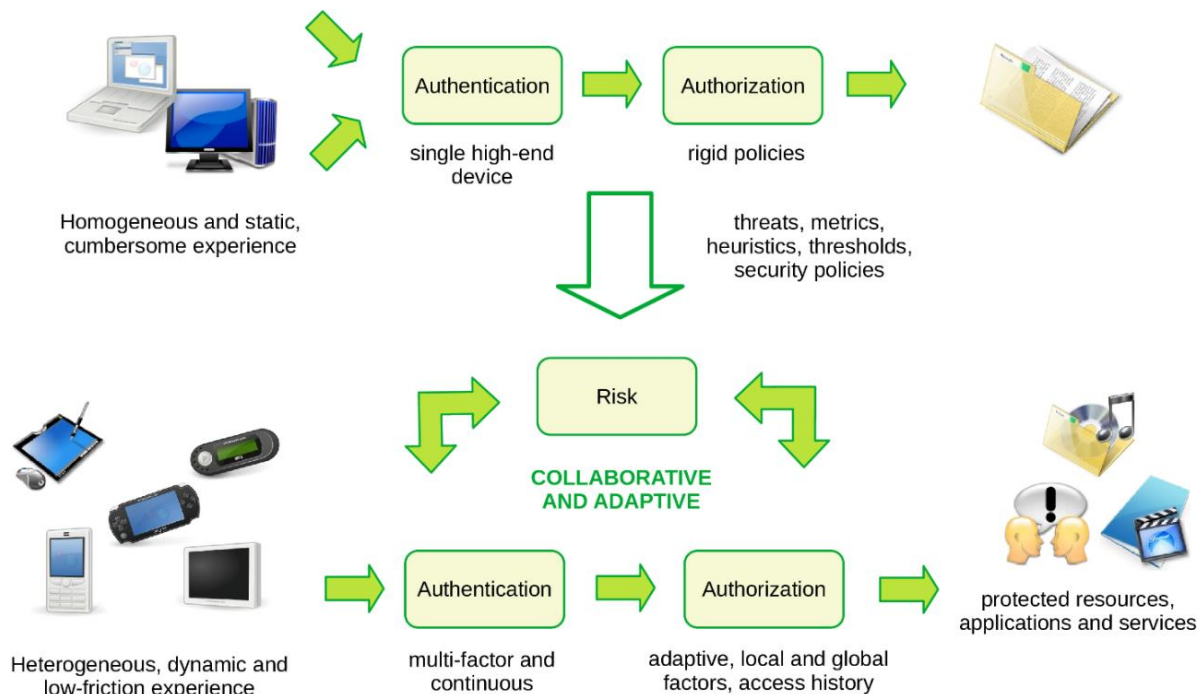 Authentication
Authorization
single high-end
device
rigid policies
Homogeneous and static,
cumbersome experience
threats, metrics,
heuristics, thresholds,
security policies
Risk
COLLABORATIVE
AND ADAPTIVE
Authentication
Authorization
protected resources,
applications and services
Heterogeneous, dynamic and
low-friction experience
multi-factor and
continuous
adaptive, local and global
factors, access history